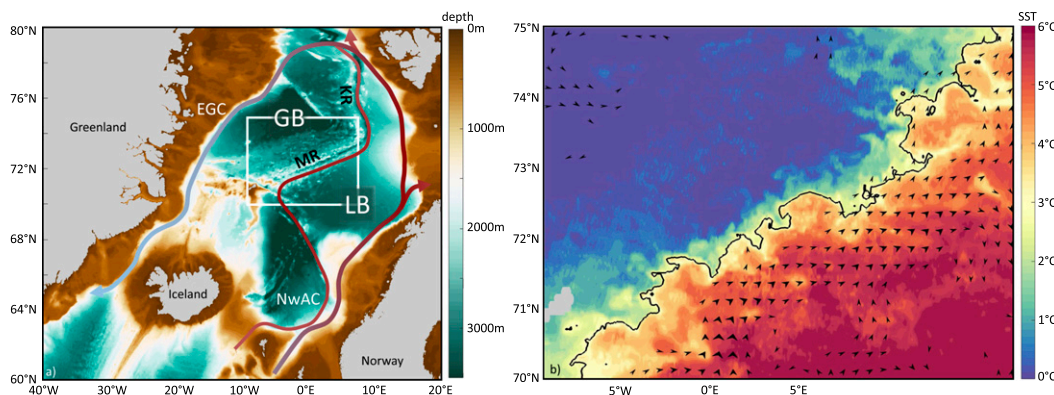 depth
80°N
0m
76°N
EGC
KR
GB
Greenland
1000m
72°N
MR
LB
2000m
68°N
Iceland
NwAC
64°N
3000m
Norway
a)
60°N
40°W 30°W 20°W 10°W 0°E 10°E 20°E
SST
75°N
6°C
5°C
74°N
4°C
73°N
3°C
72°N
2°C
71°N
1°C
b)
70°N
0°C
5°W 0°E 5°E